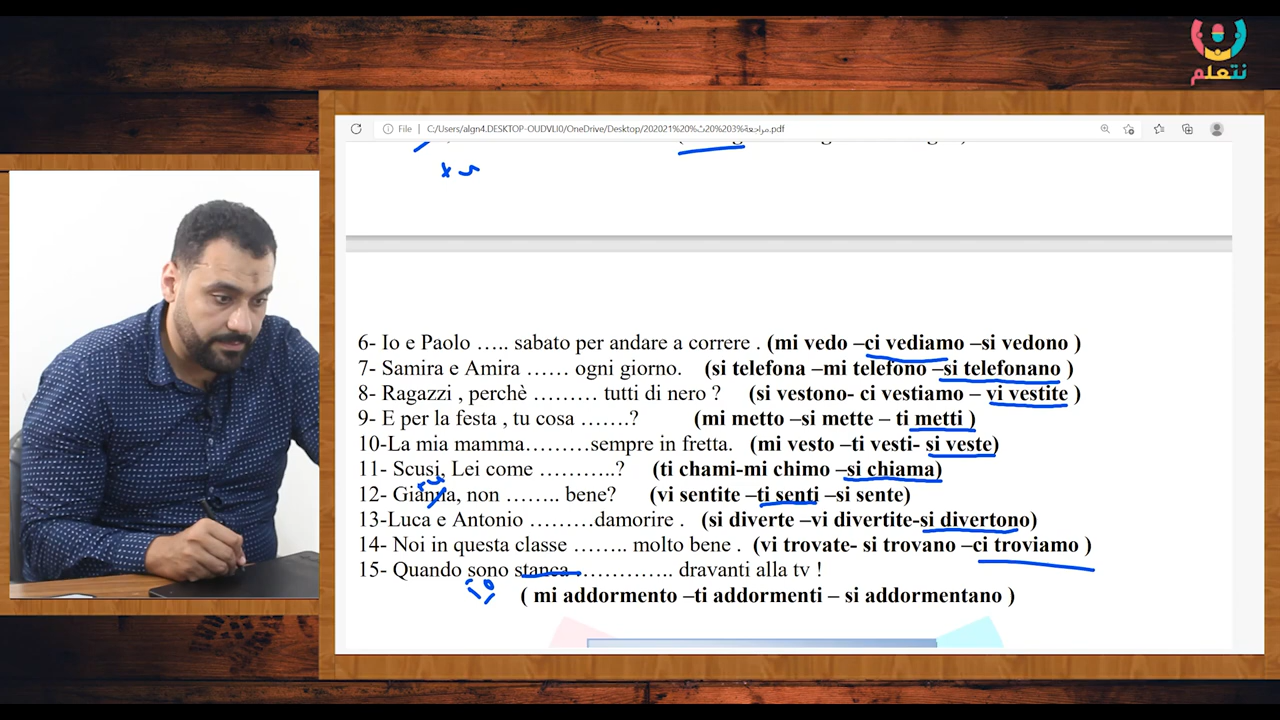 نتعلم
File C:/Users/algn4.DESKTOP-OUDVLI0/OneDrive/Desktop/
6- Io e Paolo ….. sabato per andare a correre . (mi vedo –ci vediamo –si vedono )
7- Samira e Amira …… ogni giorno. (si telefona –mi telefono –si telefonano )
8- Ragazzi , perchè ……… tutti di nero ? (si vestono- ci vestiamo – vi vestite )
9- E per la festa , tu cosa …….? (mi metto –si mette – ti metti )
10-La mia mamma………sempre in fretta. (mi vesto –ti vesti- si veste)
11- Scusi, Lei come ………..? (ti chami-mi chimo –si chiama)
12- Gianna, non …….. bene? (vi sentite –ti senti –si sente)
13-Luca e Antonio ………damorire . (si diverte –vi divertite-si divertono)
14- Noi in questa classe …….. molto bene . (vi trovate- si trovano –ci troviamo )
15- Quando sono stanca ………….. dravanti alla tv !
io
( mi addormento –ti addormenti – si addormentano )